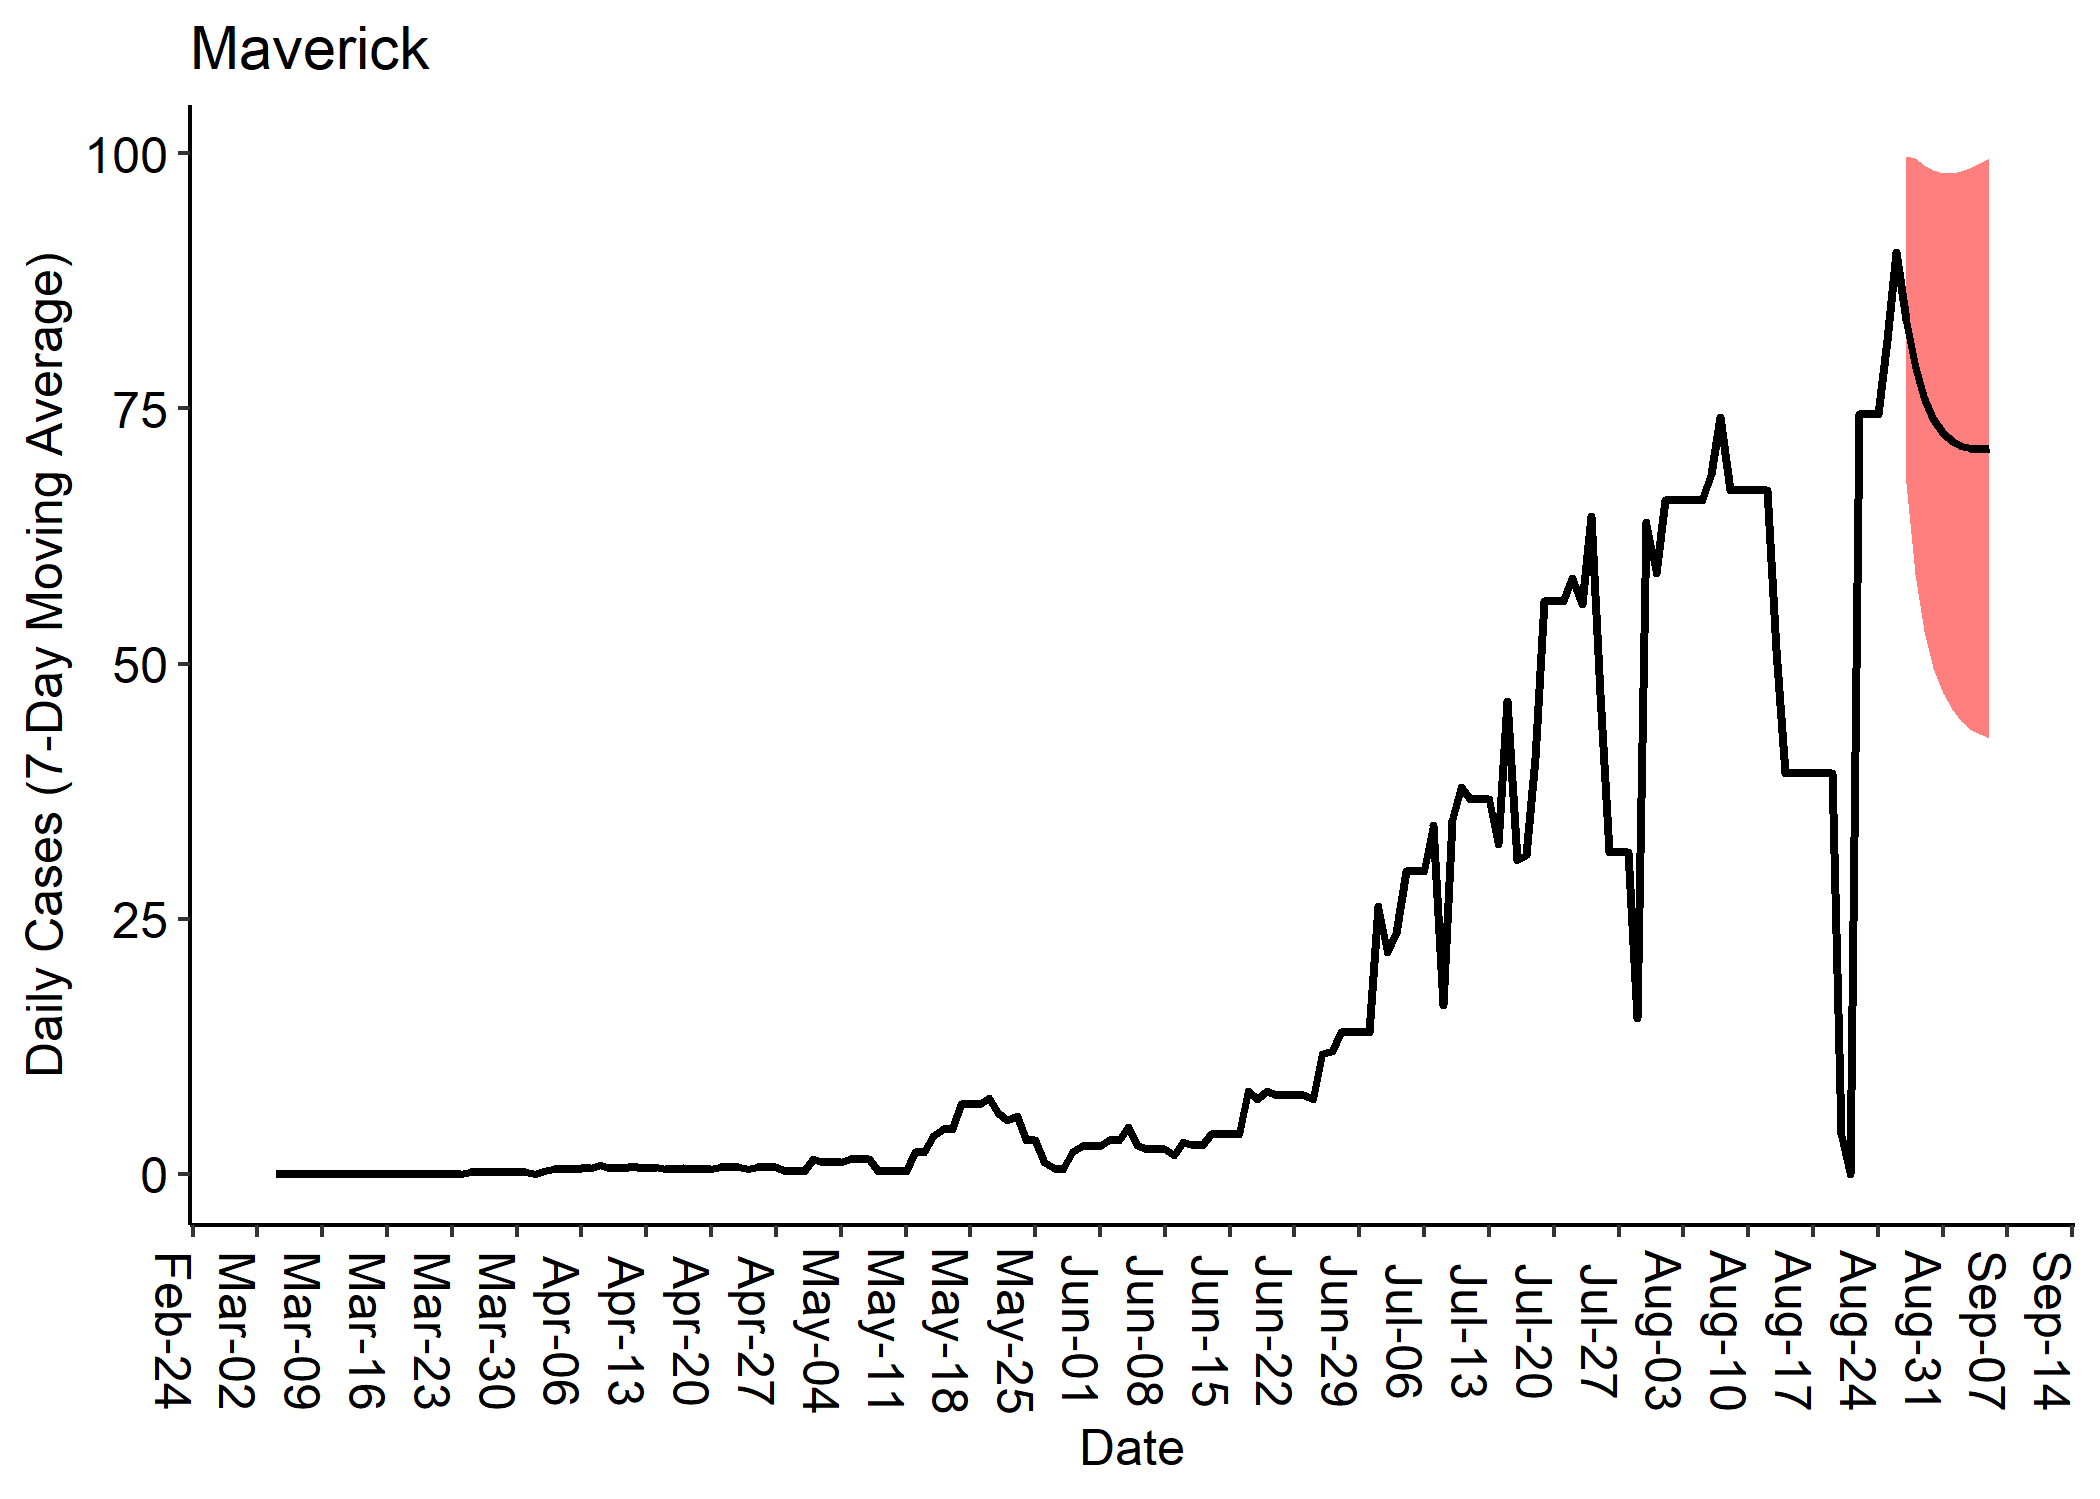 Maverick
Daily Cases (7-Day Moving Average)
100
75
50
25
0
Feb-24
Mar-02
Mar-09
Mar-16
Mar-23
Mar-30
Apr-06
Apr-13
Apr-20
Apr-27
May-04
May-11
May-18
May-25
Jun-01
Jun-08
Jun-15
Jun-22
Jun-29
Jul-06
Jul-13
Jul-20
Jul-27
Aug-03
Aug-10
Aug-17
Aug-24
Aug-31
Sep-07
Sep-14
Date